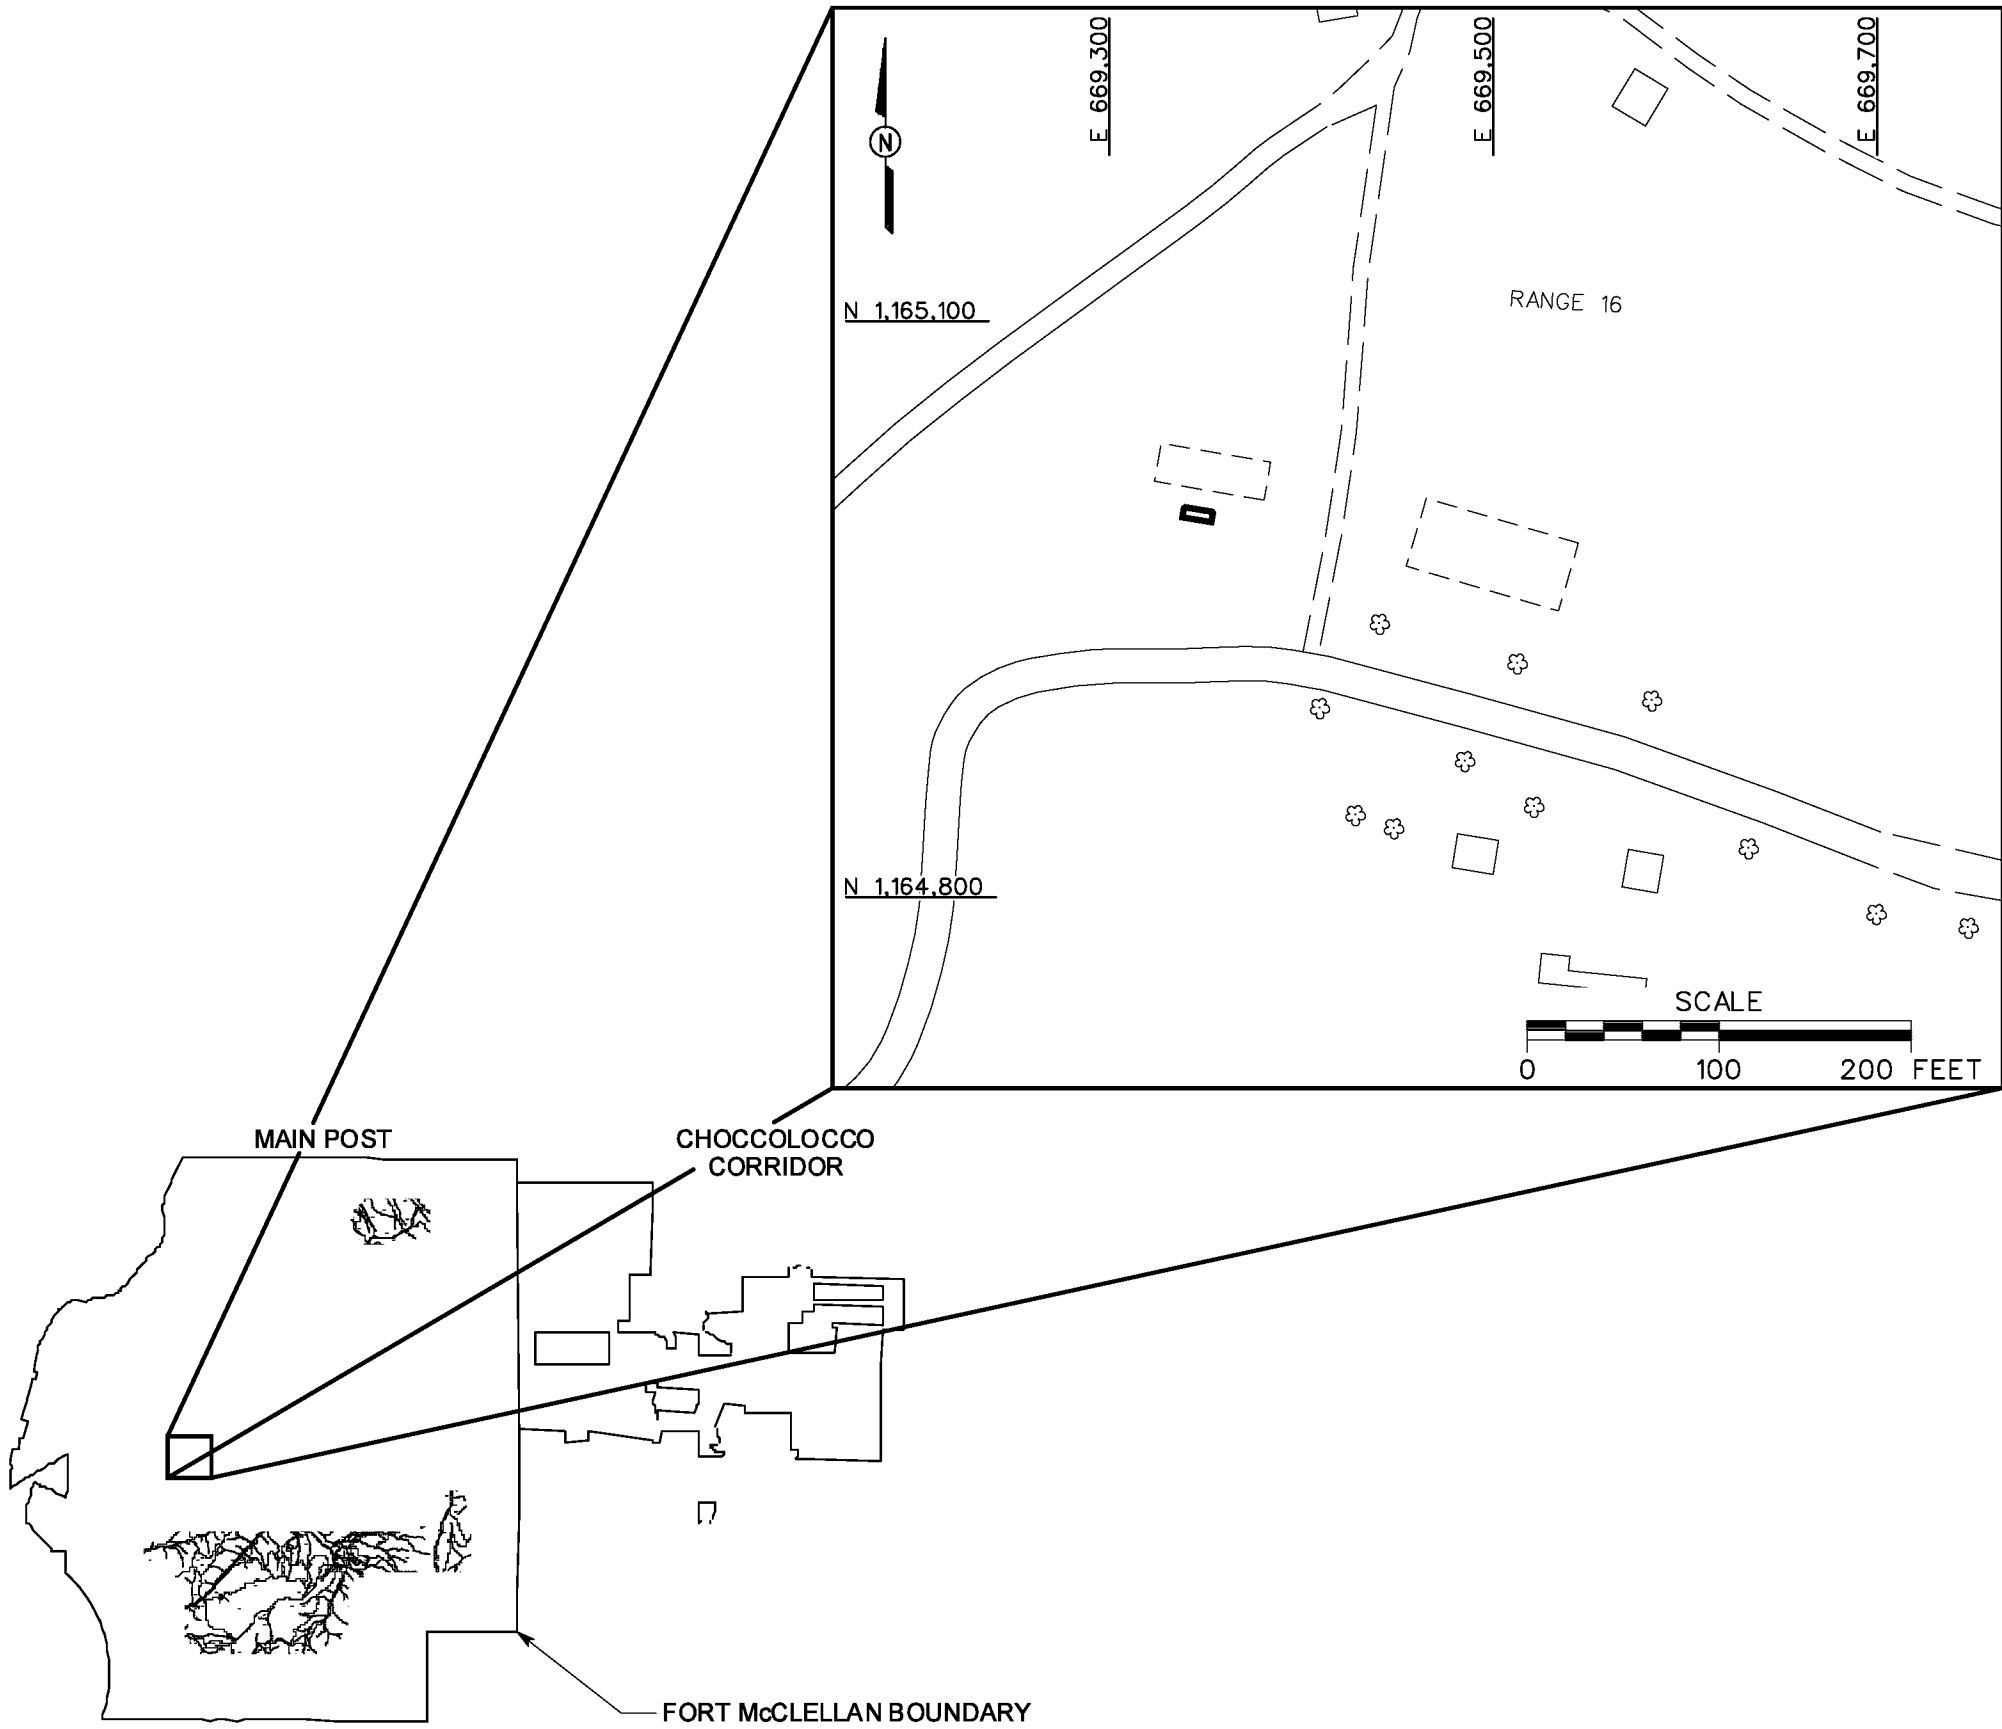 E 669,300
E 669,500
E 669,700
N
N 1,165,100
RANGE 16
N 1,164,800
SCALE
0 100 200 FEET
MAIN POST
CHOCCOLOCCO
CORRIDOR
FORT McCLELLAN BOUNDARY